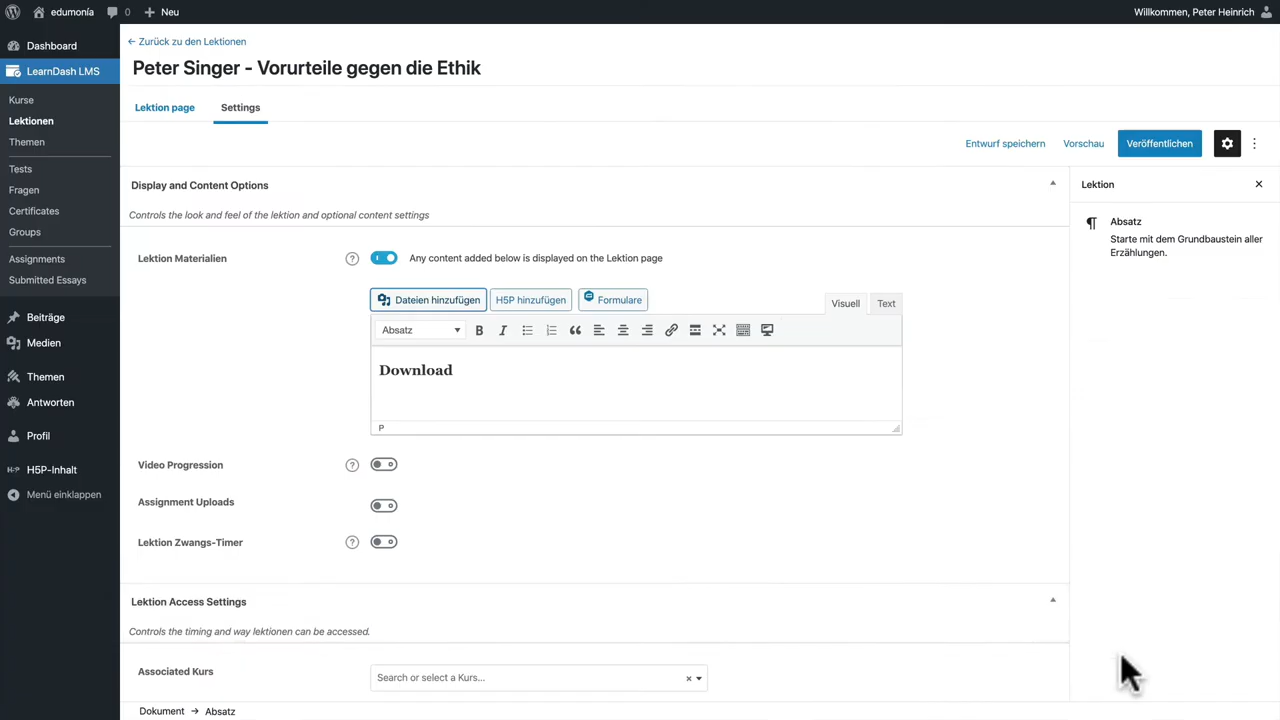 edumonía
0
Neu
Willkommen, Peter Heinrich
Dashboard
LearnDash LMS
Kurse
Lektionen
Themen
Tests
Fragen
Certificates
Groups
Assignments
Submitted Essays
Beiträge
Medien
Themen
Antworten
Profil
H5P-Inhalt
Menü einklappen
← Zurück zu den Lektionen
Peter Singer - Vorurteile gegen die Ethik
Lektion page
Settings
Entwurf speichern
Vorschau
Veröffentlichen
Display and Content Options
Controls the look and feel of the lektion and optional content settings
Lektion Materialien
Any content added below is displayed on the Lektion page
Dateien hinzufügen
H5P hinzufügen
Formulare
Visuell
Text
Absatz
Download
P
Video Progression
Assignment Uploads
Lektion Zwangs-Timer
Lektion Access Settings
Controls the timing and way lektionen can be accessed.
Associated Kurs
Search or select a Kurs...
Dokument → Absatz
Lektion
Absatz
Starte mit dem Grundbaustein aller
Erzählungen.